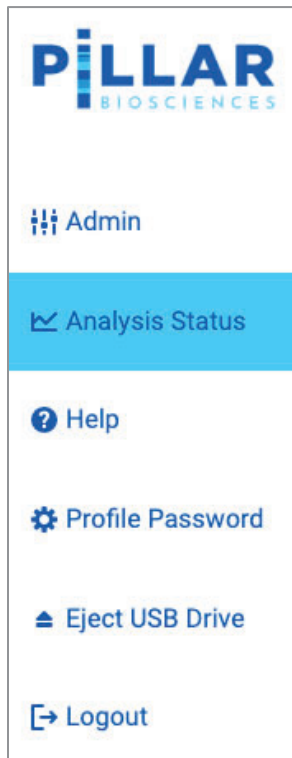 PILLAR
BIOSCIENCES
Admin
Analysis Status
Help
Profile Password
Eject USB Drive
Logout